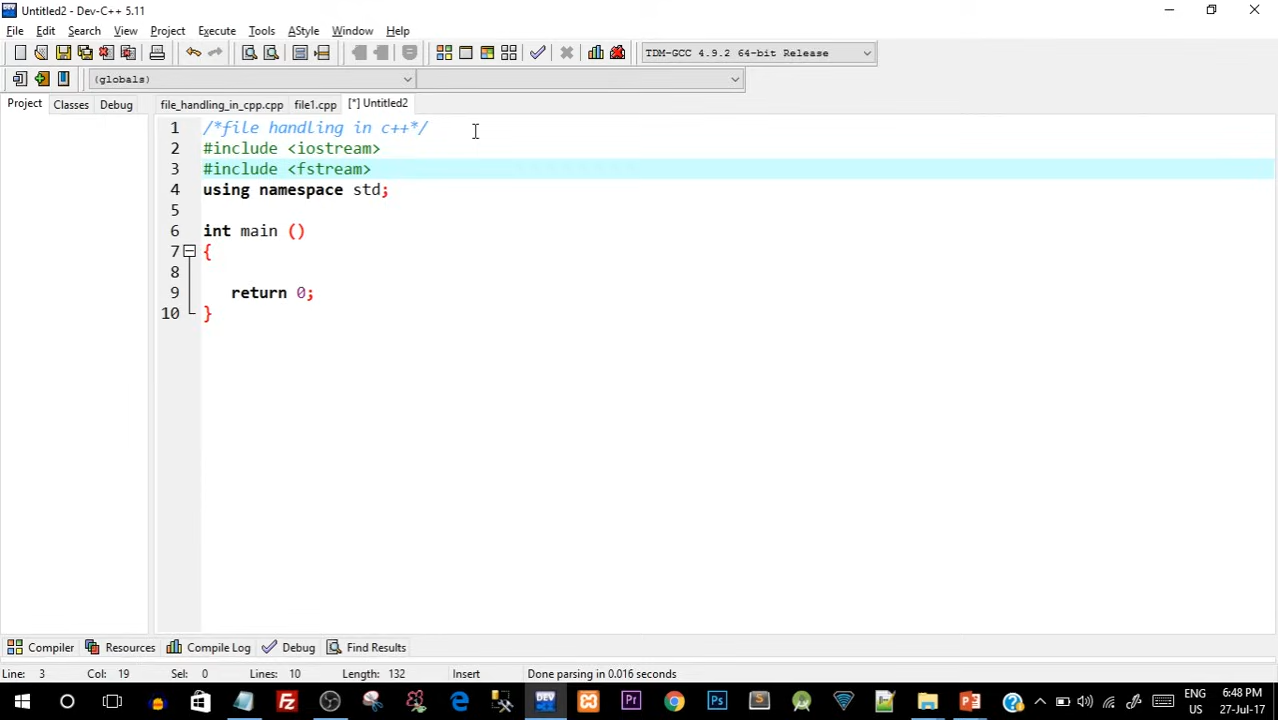 Untitled2 - Dev-C++ 5.11
File Edit Search View Project Execute Tools AStyle Window Help
TDM-GCC 4.9.2 64-bit Release
(globals)
Project Classes Debug file_handling_in_cpp.cpp file1.cpp [*] Untitled2
1 /*file handling in c++*/
2 #include <iostream>
3 #include <fstream>
4 using namespace std;
5
6 int main ()
7 {
8
9 return 0;
10 }
Compiler Resources Compile Log Debug Find Results
Line: 3 Col: 19 Sel: 0 Lines: 10 Length: 132 Insert Done parsing in 0.016 seconds
ENG 6:48 PM
US 27-Jul-17